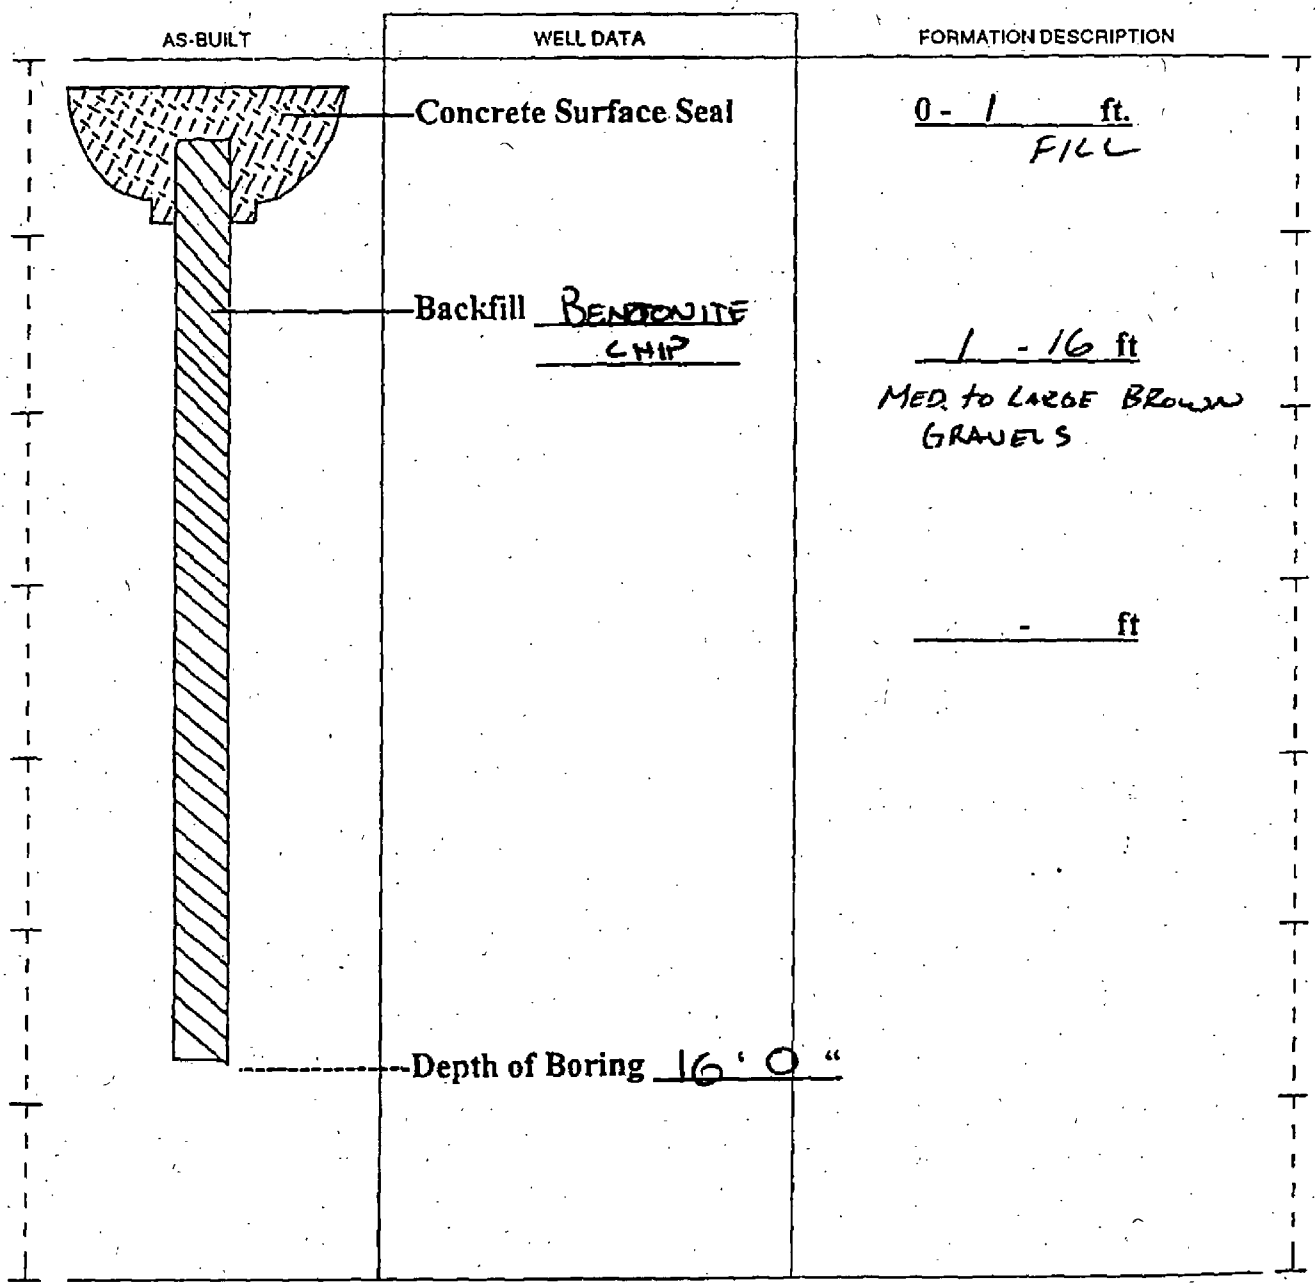 AS-BUILT WELL DATA FORMATION DESCRIPTION
Concrete Surface Seal 0 - 1 ft.
FILL
Backfill BENTONITE
CHIP 1 - 16 ft
MED. to LARGE BROWN
GRAVELS
- ft
Depth of Boring 16 ' 0 "